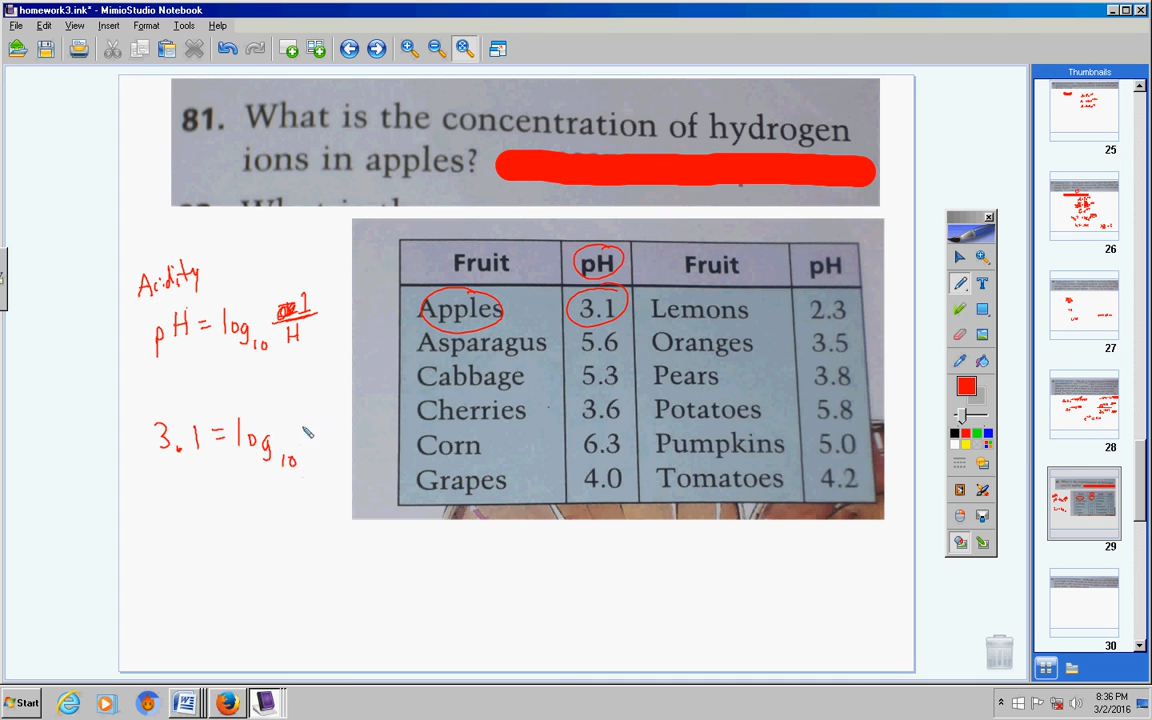 homework3.ink* - MimioStudio Notebook
File Edit View Insert Format Tools Help
Thumbnails
81. What is the concentration of hydrogen
ions in apples?
Fruit pH Fruit pH
Apples 3.1 Lemons 2.3
Asparagus 5.6 Oranges 3.5
Cabbage 5.3 Pears 3.8
Cherries 3.6 Potatoes 5.8
Corn 6.3 Pumpkins 5.0
Grapes 4.0 Tomatoes 4.2
Acidity
pH = log10 1/H
3.1 = log10
25
26
27
28
29
30
Start
8:36 PM
3/2/2016